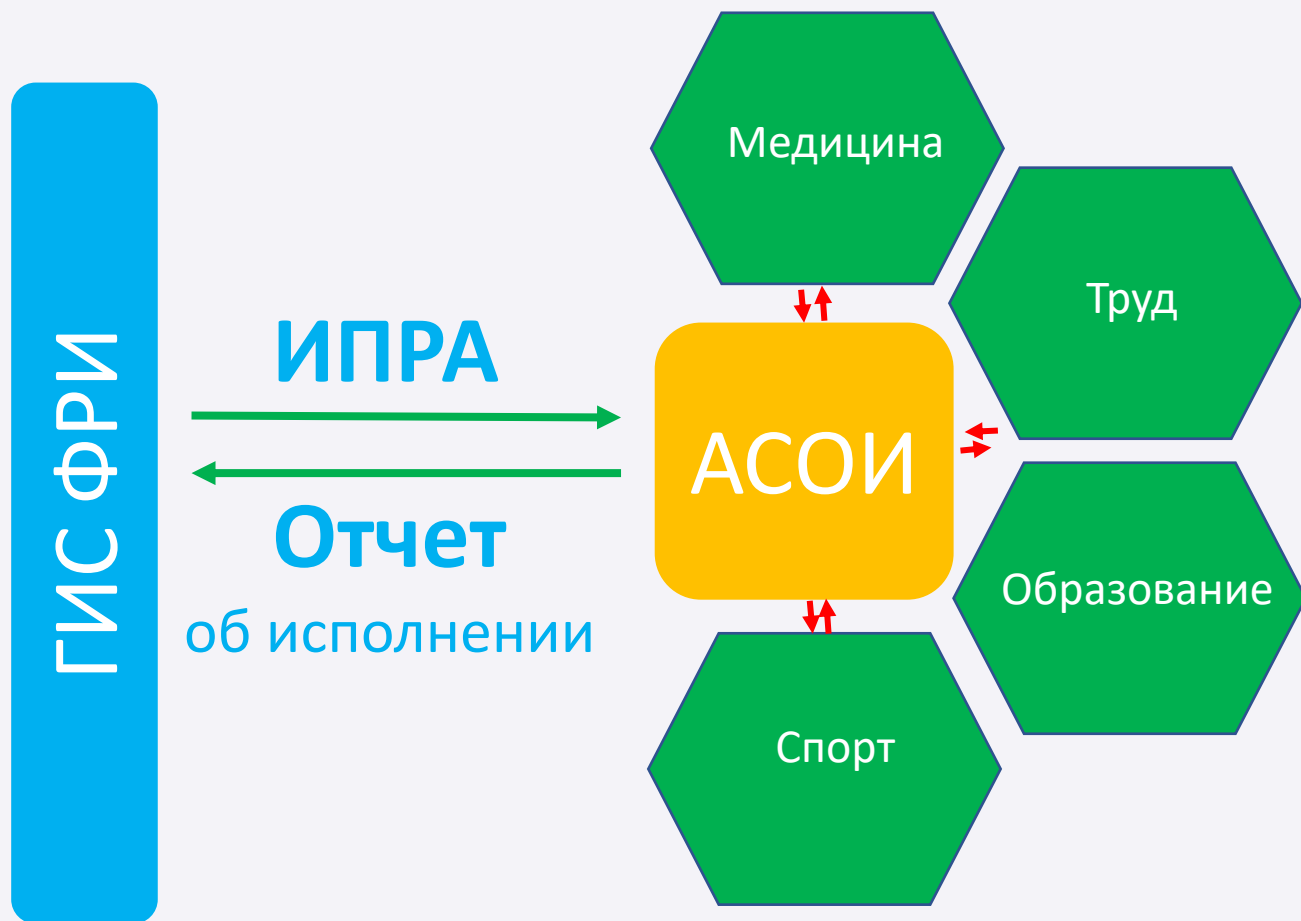 ГИС ФРИ
ИПРА
Отчет
об исполнении
АСОИ
Медицина
Труд
Образование
Спорт